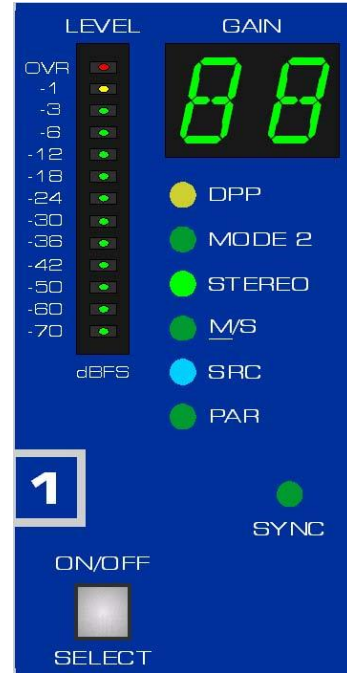 LEVEL
GAIN
88
OVR
-1
-3
-6
-12
-18
-24
-30
-36
-42
-50
-60
-70
dBFS
DPP
MODE 2
STEREO
M/S
SRC
PAR
1
SYNC
ON/OFF
SELECT